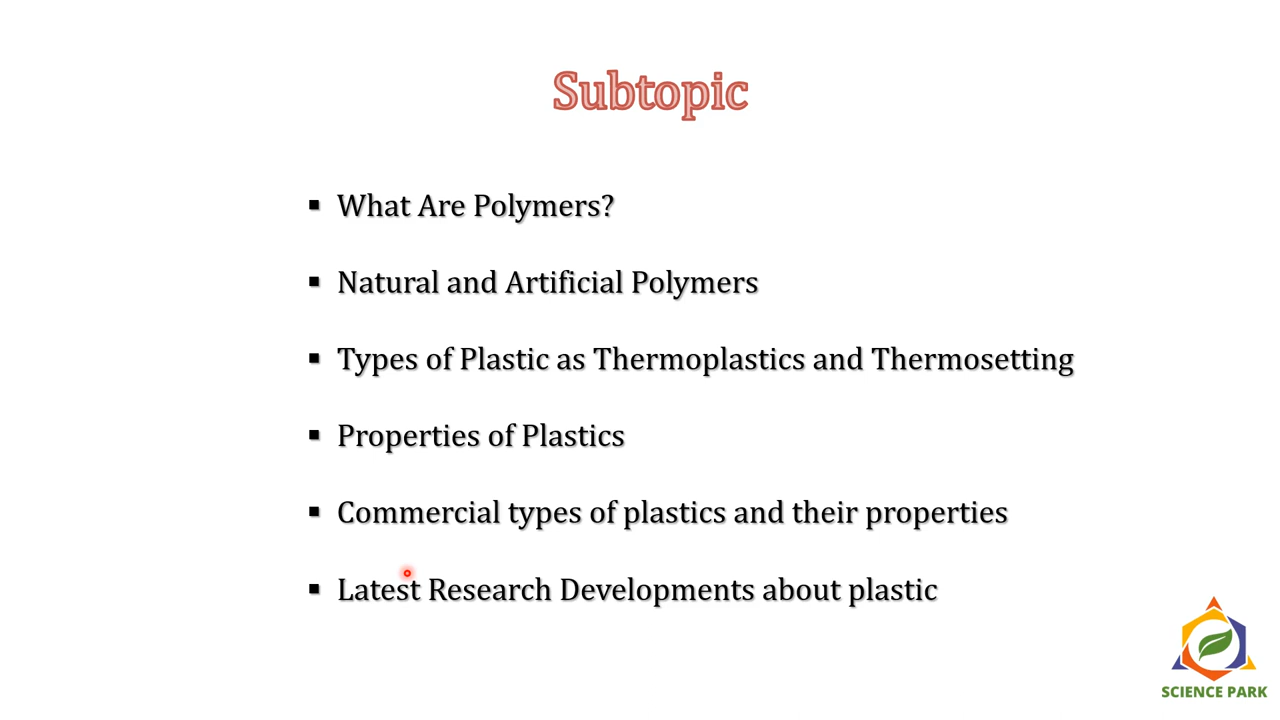 Subtopic
What Are Polymers?
Natural and Artificial Polymers
Types of Plastic as Thermoplastics and Thermosetting
Properties of Plastics
Commercial types of plastics and their properties
Latest Research Developments about plastic
SCIENCE PARK